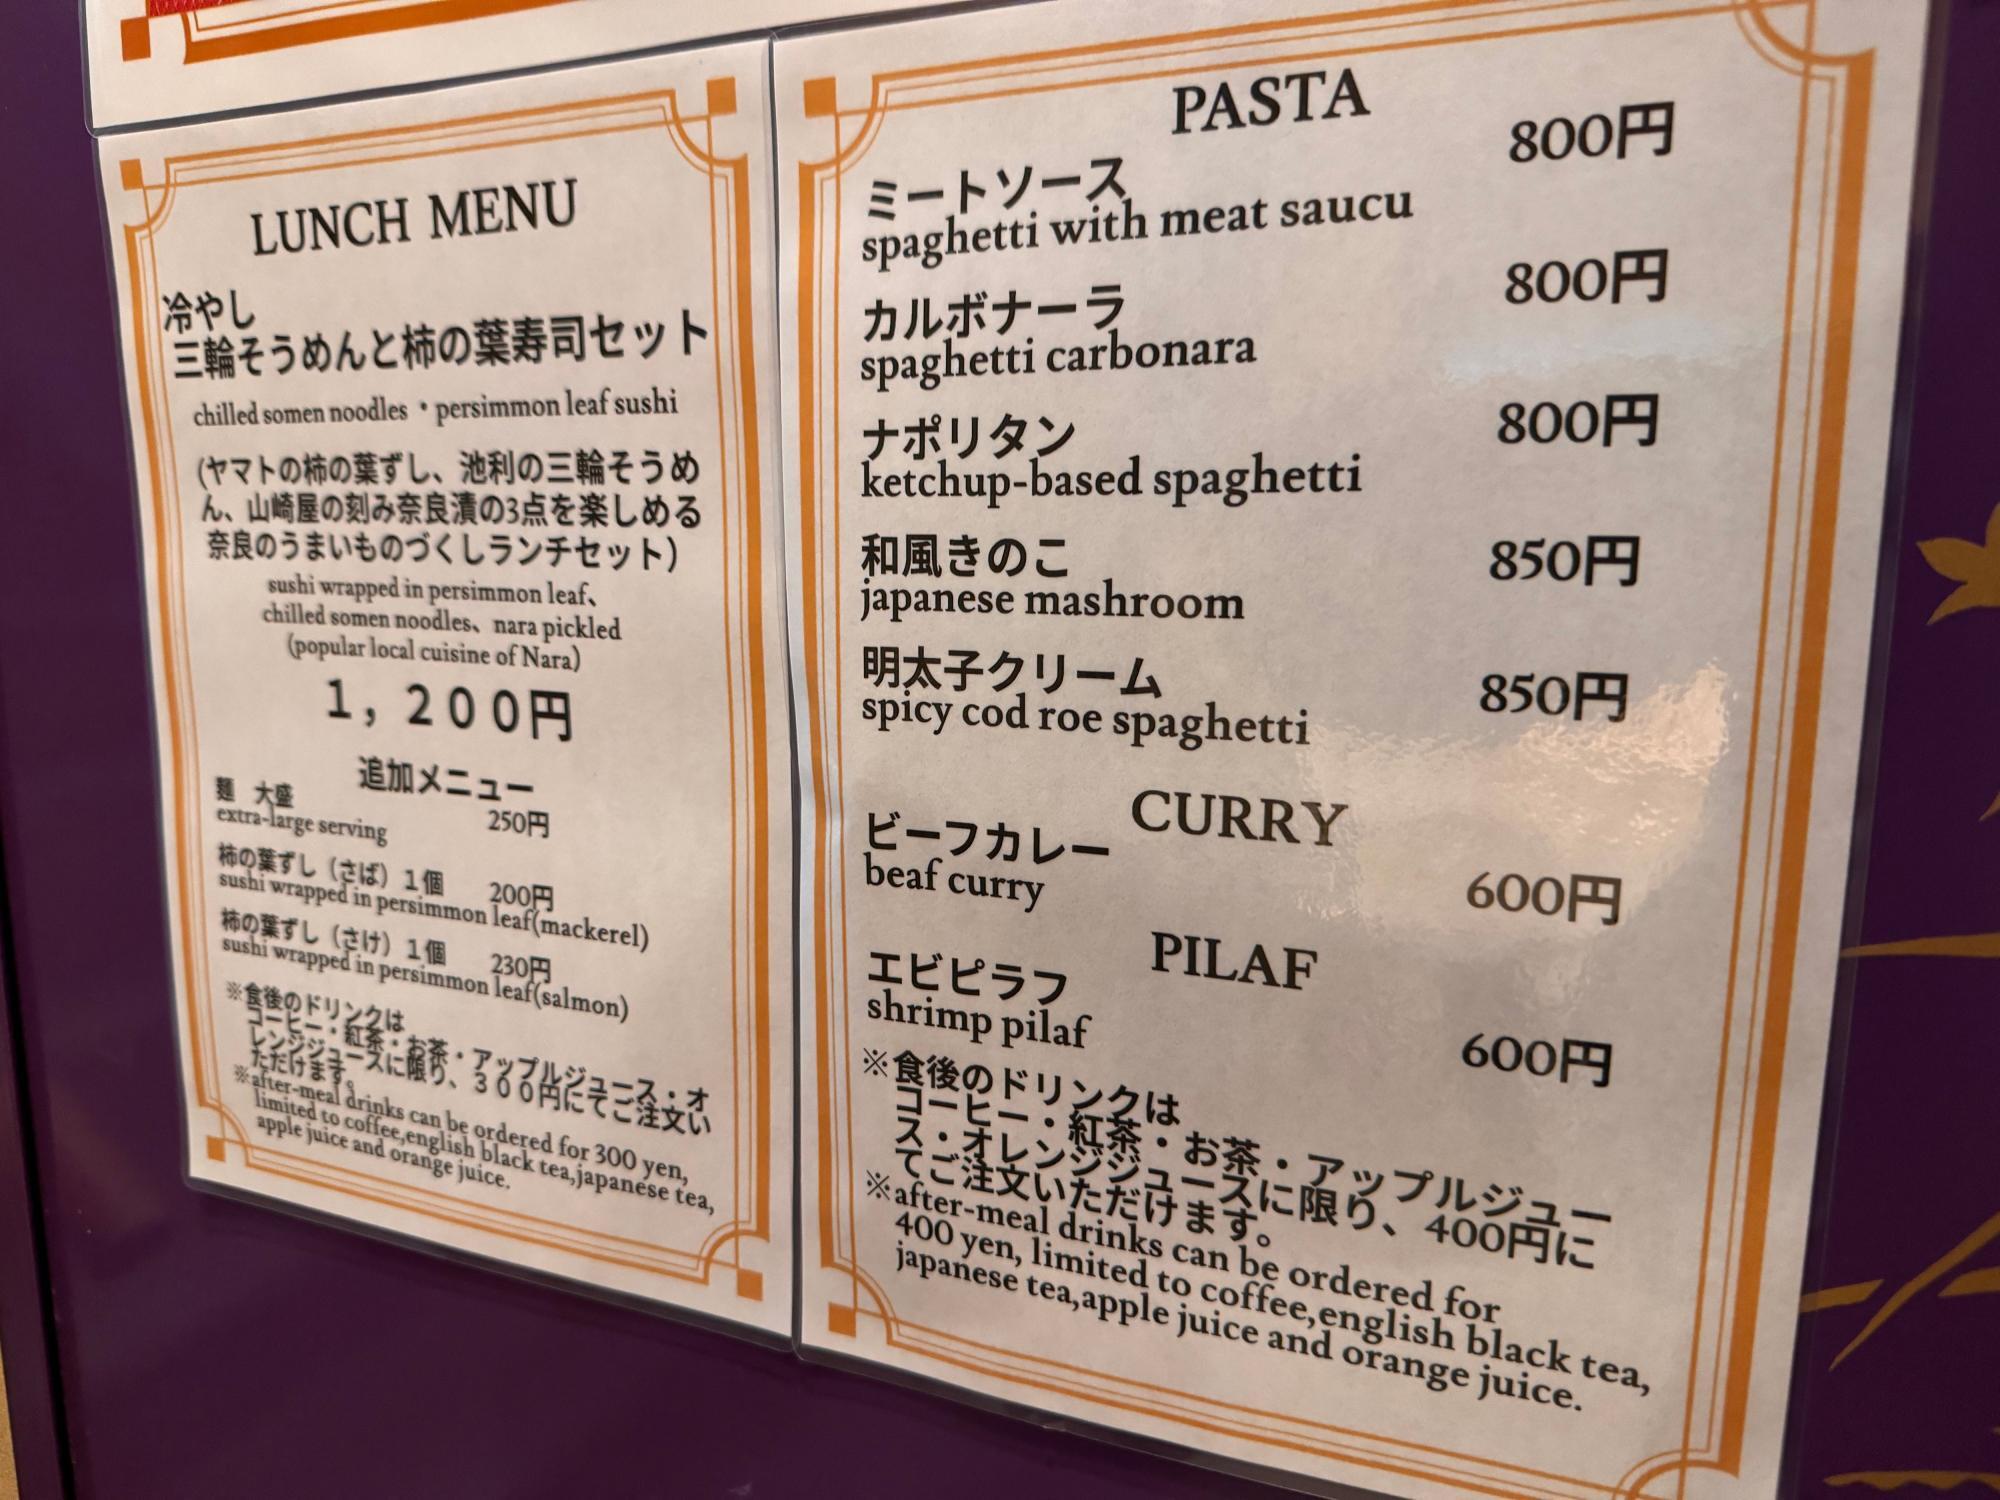 LUNCH MENU
冷やし
三輪そうめんと柿の葉寿司セット
chilled somen noodles ・persimmon leaf sushi
(ヤマトの柿の葉ずし、池利の三輪そうめ
ん、山崎屋の刻み奈良漬の3点を楽しめる
奈良のうまいものづくしランチセット）
sushi wrapped in persimmon leaf、
chilled somen noodles、nara pickled
(popular local cuisine of Nara)
１，２００円
追加メニュー
麺　大盛 250円
extra-large serving
柿の葉ずし（さば）１個 200円
sushi wrapped in persimmon leaf(mackerel)
柿の葉ずし（さけ）１個 230円
sushi wrapped in persimmon leaf(salmon)
※食後のドリンクは
コーヒー・紅茶・お茶・アップルジュース・オ
レンジジュースに限り、３００円にてご注文い
ただけます。
※after-meal drinks can be ordered for 300 yen,
limited to coffee,english black tea,japanese tea,
apple juice and orange juice.
PASTA
ミートソース 800円
spaghetti with meat saucu
カルボナーラ 800円
spaghetti carbonara
ナポリタン 800円
ketchup-based spaghetti
和風きのこ 850円
japanese mashroom
明太子クリーム 850円
spicy cod roe spaghetti
CURRY
ビーフカレー 600円
beaf curry
PILAF
エビピラフ 600円
shrimp pilaf
※食後のドリンクは
コーヒー・紅茶・お茶・アップルジュー
ス・オレンジジュースに限り、400円に
てご注文いただけます。
※after-meal drinks can be ordered for
400 yen, limited to coffee,english black tea,
japanese tea,apple juice and orange juice.